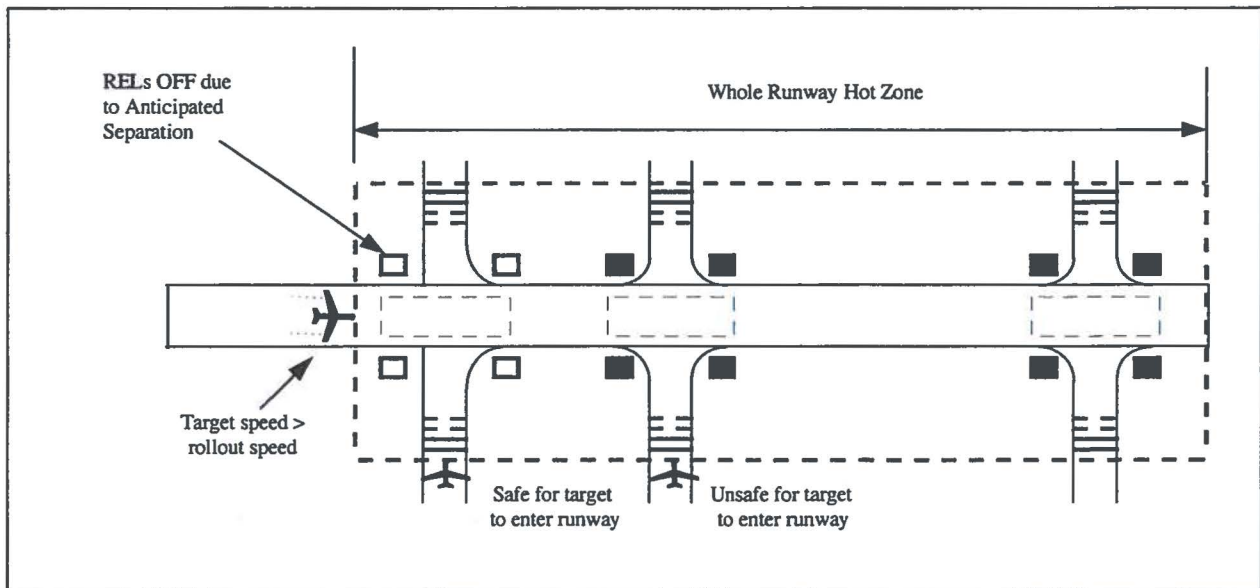 RELs OFF due
to Anticipated
Separation
Whole Runway Hot Zone
Target speed >
rollout speed
Safe for target
to enter runway
Unsafe for target
to enter runway